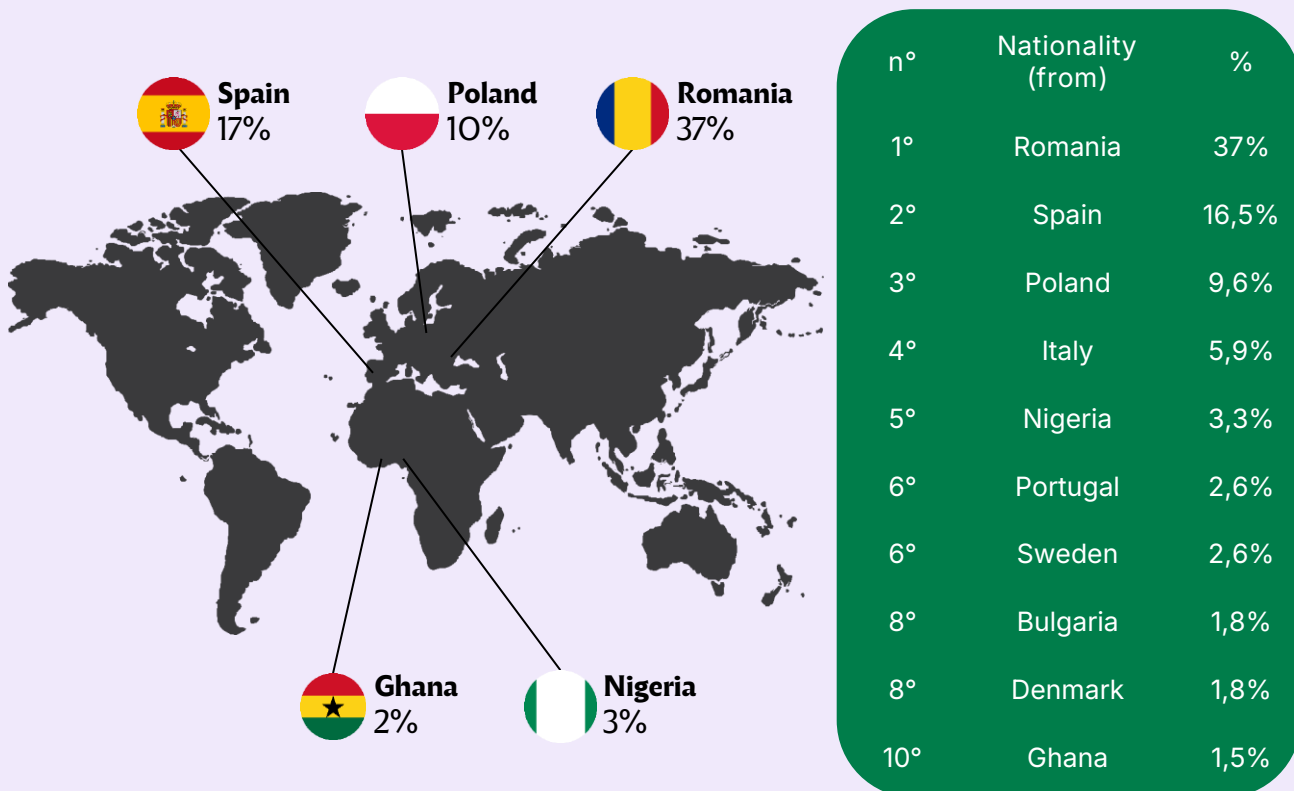 Spain
17%
Poland
10%
Romania
37%
Ghana
2%
Nigeria
3%
n° Nationality (from) %
1° Romania 37%
2° Spain 16,5%
3° Poland 9,6%
4° Italy 5,9%
5° Nigeria 3,3%
6° Portugal 2,6%
6° Sweden 2,6%
8° Bulgaria 1,8%
8° Denmark 1,8%
10° Ghana 1,5%